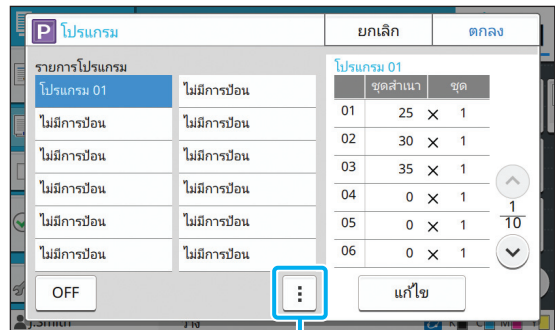 P โปรแกรม ยกเลิก ตกลง
รายการโปรแกรม
โปรแกรม 01 ไม่มีการป้อน
ไม่มีการป้อน ไม่มีการป้อน
ไม่มีการป้อน ไม่มีการป้อน
ไม่มีการป้อน ไม่มีการป้อน
ไม่มีการป้อน ไม่มีการป้อน
ไม่มีการป้อน ไม่มีการป้อน
OFF
โปรแกรม 01
ชุดสำเนา ชุด
01 25 × 1
02 30 × 1
03 35 × 1
04 0 × 1
05 0 × 1
06 0 × 1
1
10
แก้ไข
J.Smith ว่าง K C M Y